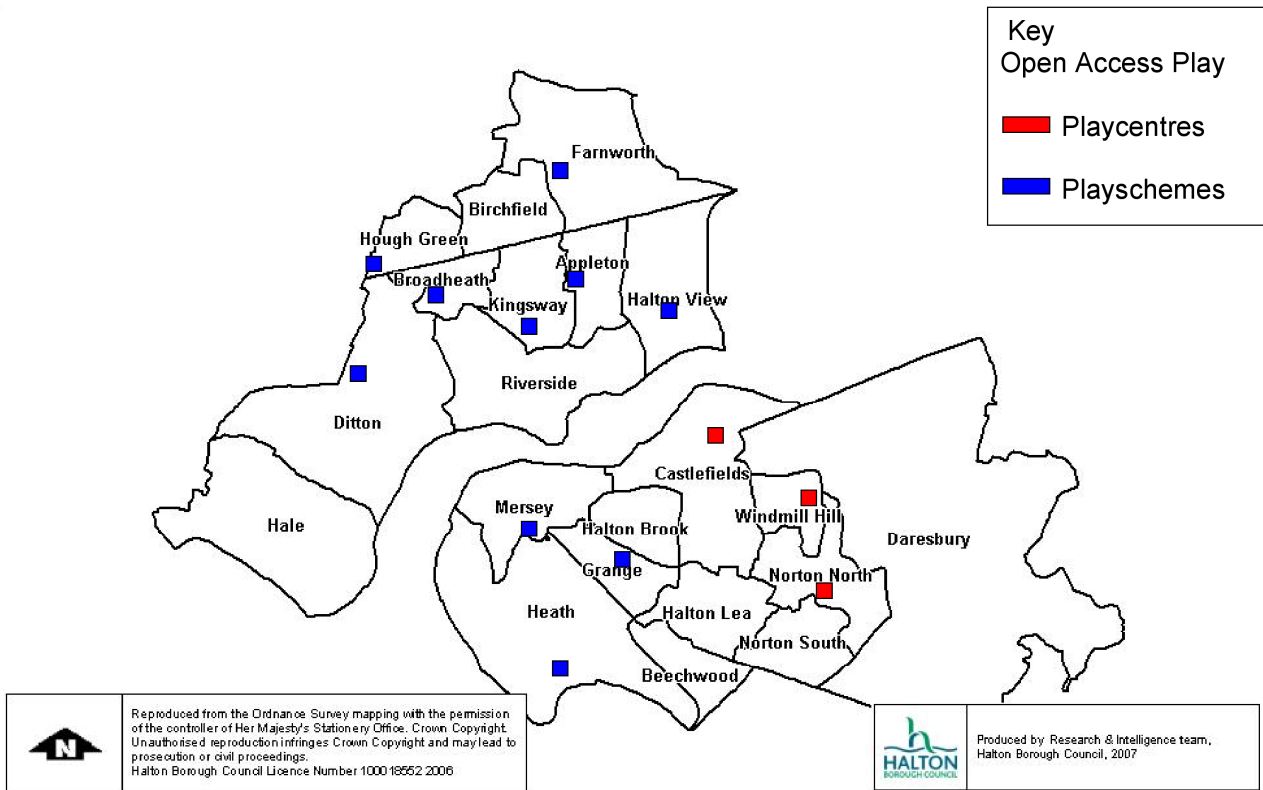 Key
Open Access Play
Playcentres
Playschemes
Farnworth
Birchfield
Hough Green
Appleton
Broadheath
Halton View
Kingsway
Riverside
Ditton
Castlefields
Mersey
Windmill Hill
Hale
Halton Brook
Daresbury
Grange
Norton North
Heath
Halton Lea
Norton South
Beechwood
N
Reproduced from the Ordnance Survey mapping with the permission
of the controller of Her Majesty's Stationery Office. Crown Copyright.
Unauthorised reproduction infringes Crown Copyright and may lead to
prosecution or civil proceedings.
Halton Borough Council Licence Number 100018552 2006
HALTON
BOROUGH COUNCIL
Produced by Research & Intelligence team,
Halton Borough Council, 2007